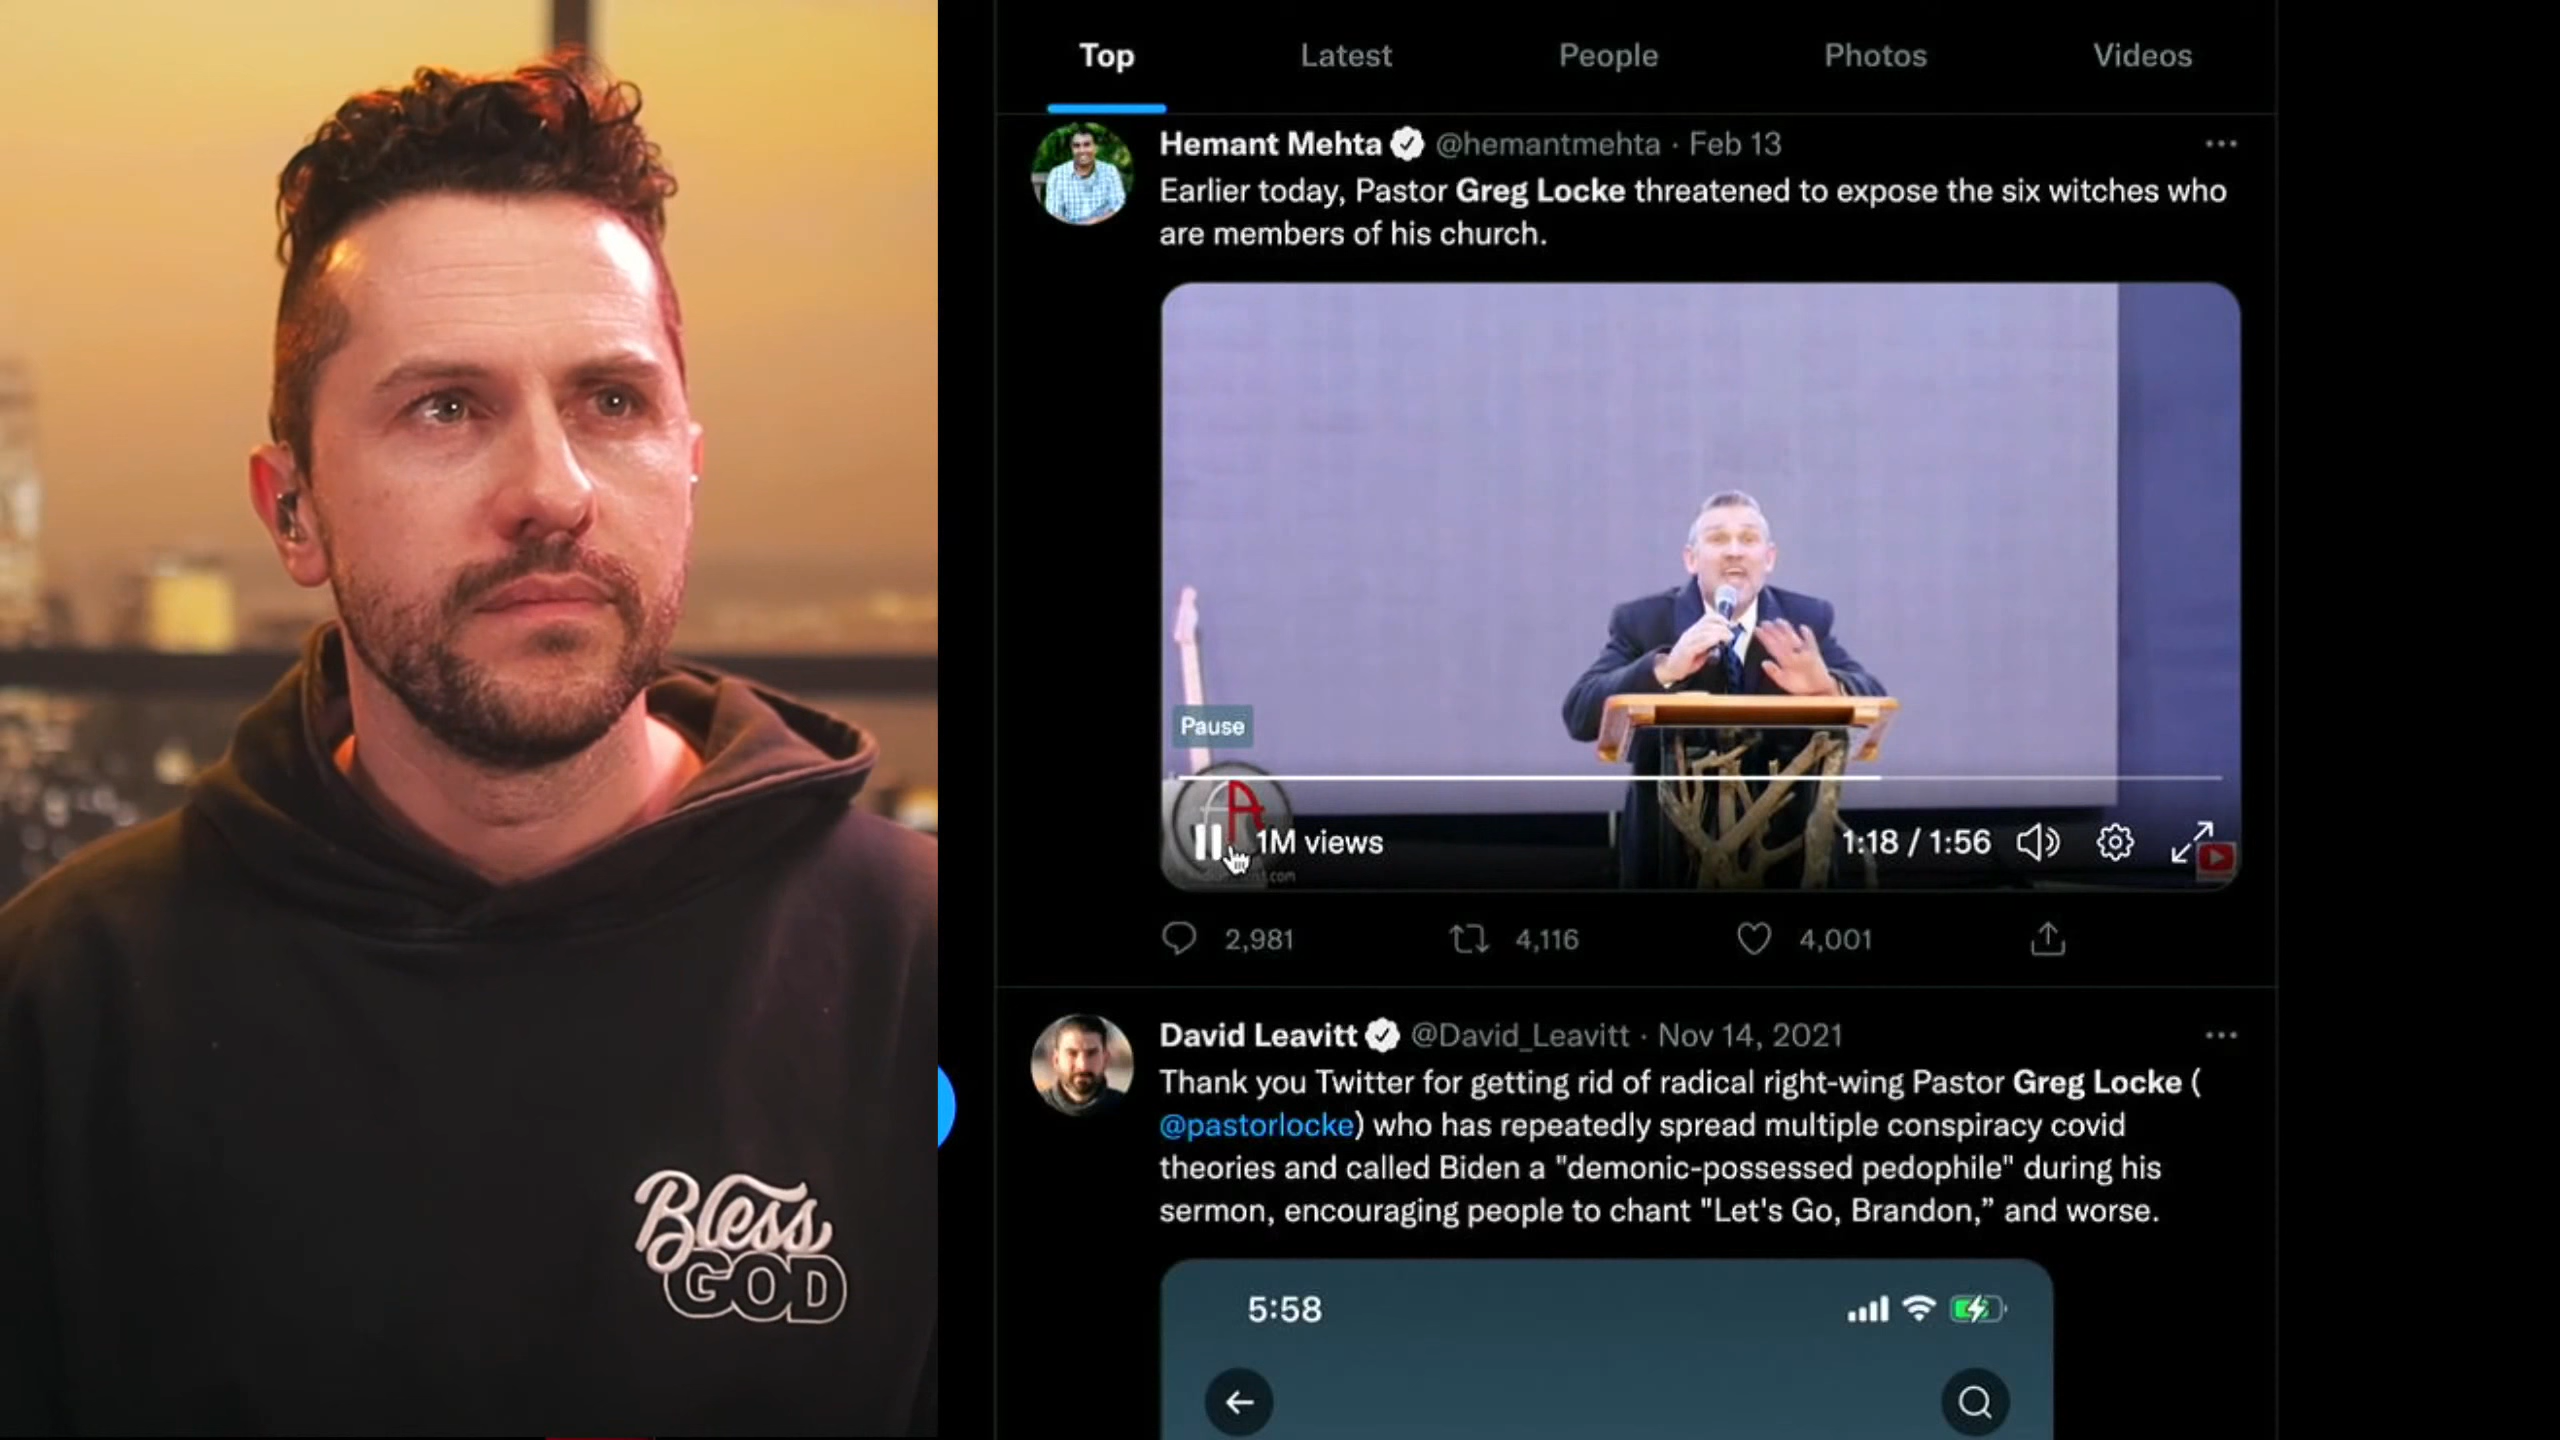 Top Latest People Photos Videos
Hemant Mehta @hemantmehta · Feb 13
Earlier today, Pastor Greg Locke threatened to expose the six witches who
are members of his church.
Pause
A
1M views 1:18 / 1:56
2,981 4,116 4,001
David Leavitt @David_Leavitt · Nov 14, 2021
Thank you Twitter for getting rid of radical right-wing Pastor Greg Locke (
@pastorlocke) who has repeatedly spread multiple conspiracy covid
theories and called Biden a "demonic-possessed pedophile" during his
sermon, encouraging people to chant "Let's Go, Brandon,” and worse.
5:58
Bless
GOD